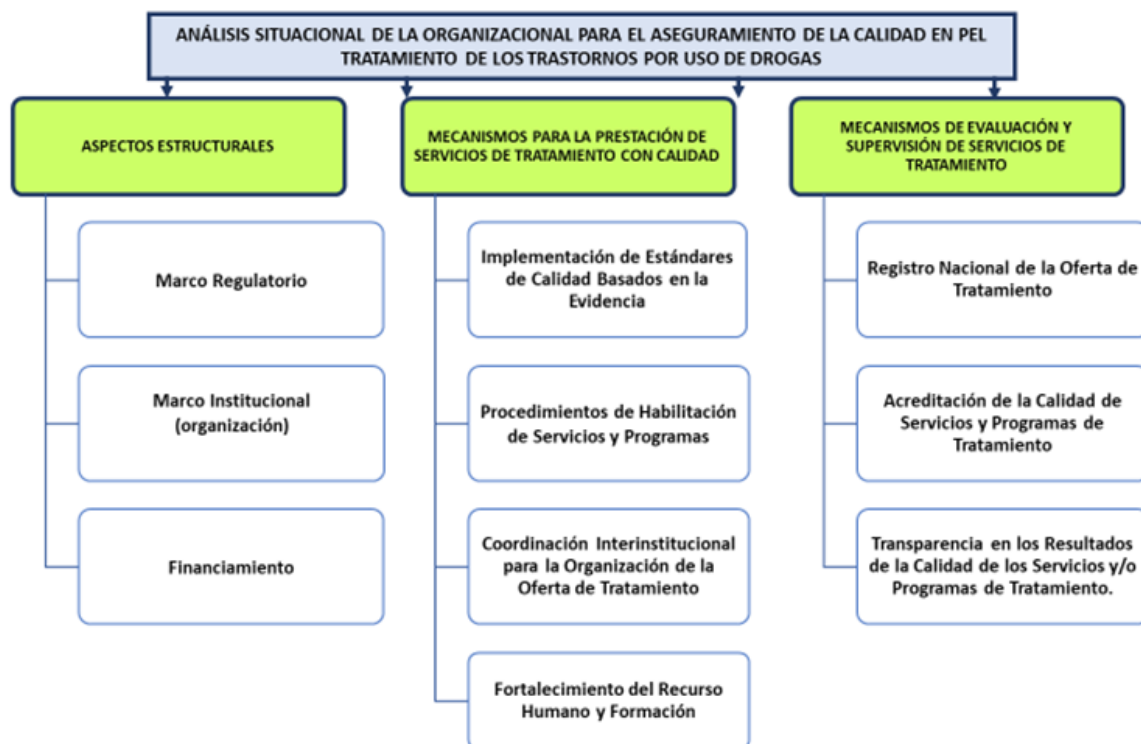 ANÁLISIS SITUACIONAL DE LA ORGANIZACIONAL PARA EL ASEGURAMIENTO DE LA CALIDAD EN PEL
TRATAMIENTO DE LOS TRASTORNOS POR USO DE DROGAS
ASPECTOS ESTRUCTURALES
Marco Regulatorio
Marco Institucional
(organización)
Financiamiento
MECANISMOS PARA LA PRESTACIÓN DE
SERVICIOS DE TRATAMIENTO CON CALIDAD
Implementación de Estándares
de Calidad Basados en la
Evidencia
Procedimientos de Habilitación
de Servicios y Programas
Coordinación Interinstitucional
para la Organización de la
Oferta de Tratamiento
Fortalecimiento del Recurso
Humano y Formación
MECANISMOS DE EVALUACIÓN Y
SUPERVISIÓN DE SERVICIOS DE
TRATAMIENTO
Registro Nacional de la Oferta de
Tratamiento
Acreditación de la Calidad de
Servicios y Programas de
Tratamiento
Transparencia en los Resultados
de la Calidad de los Servicios y/o
Programas de Tratamiento.